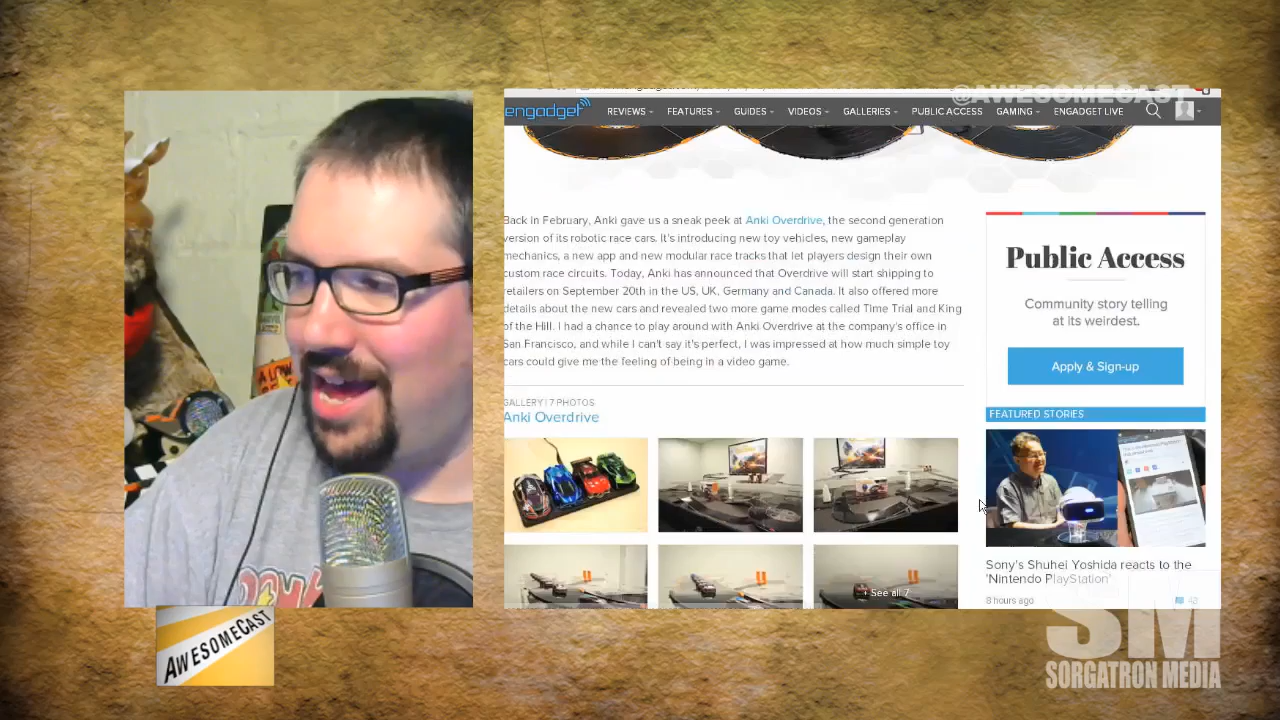 @AWESOMECAST
engadget
REVIEWS FEATURES GUIDES VIDEOS GALLERIES PUBLIC ACCESS GAMING ENGADGET LIVE
Back in February, Anki gave us a sneak peek at Anki Overdrive, the second generation
version of its robotic race cars. It's introducing new toy vehicles, new gameplay
mechanics, a new app and new modular race tracks that let players design their own
custom race circuits. Today, Anki has announced that Overdrive will start shipping to
retailers on September 20th in the US, UK, Germany and Canada. It also offered more
details about the new cars and revealed two more game modes called Time Trial and King
of the Hill. I had a chance to play around with Anki Overdrive at the company's office in
San Francisco, and while I can't say it's perfect, I was impressed at how much simple toy
cars could give me the feeling of being in a video game.
GALLERY | 7 PHOTOS
Anki Overdrive
+ See all 7
Public Access
Community story telling
at its weirdest.
Apply & Sign-up
FEATURED STORIES
Sony's Shuhei Yoshida reacts to the
'Nintendo PlayStation'
8 hours ago
42
AWESOMECAST
SM
SORGATRON MEDIA